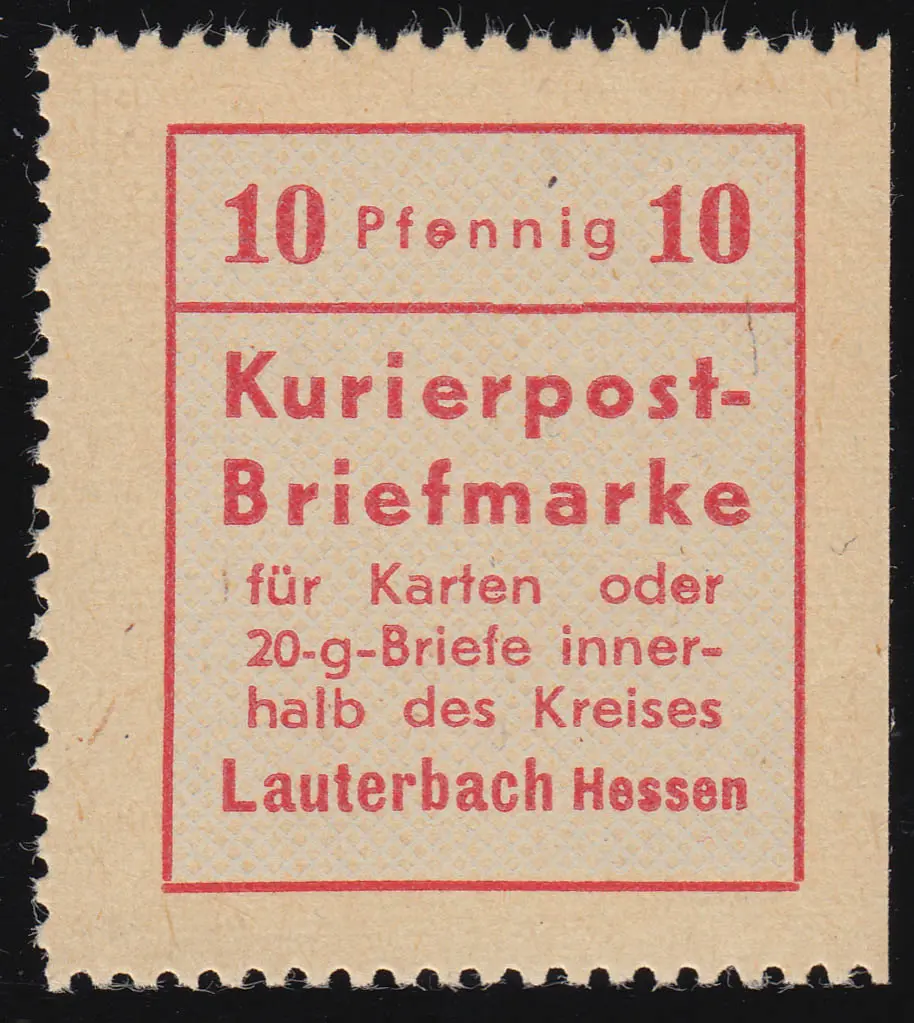 10 Pfennig 10
Kurierpost-
Briefmarke
für Karten oder
20-g-Briefe inner-
halb des Kreises
Lauterbach Hessen